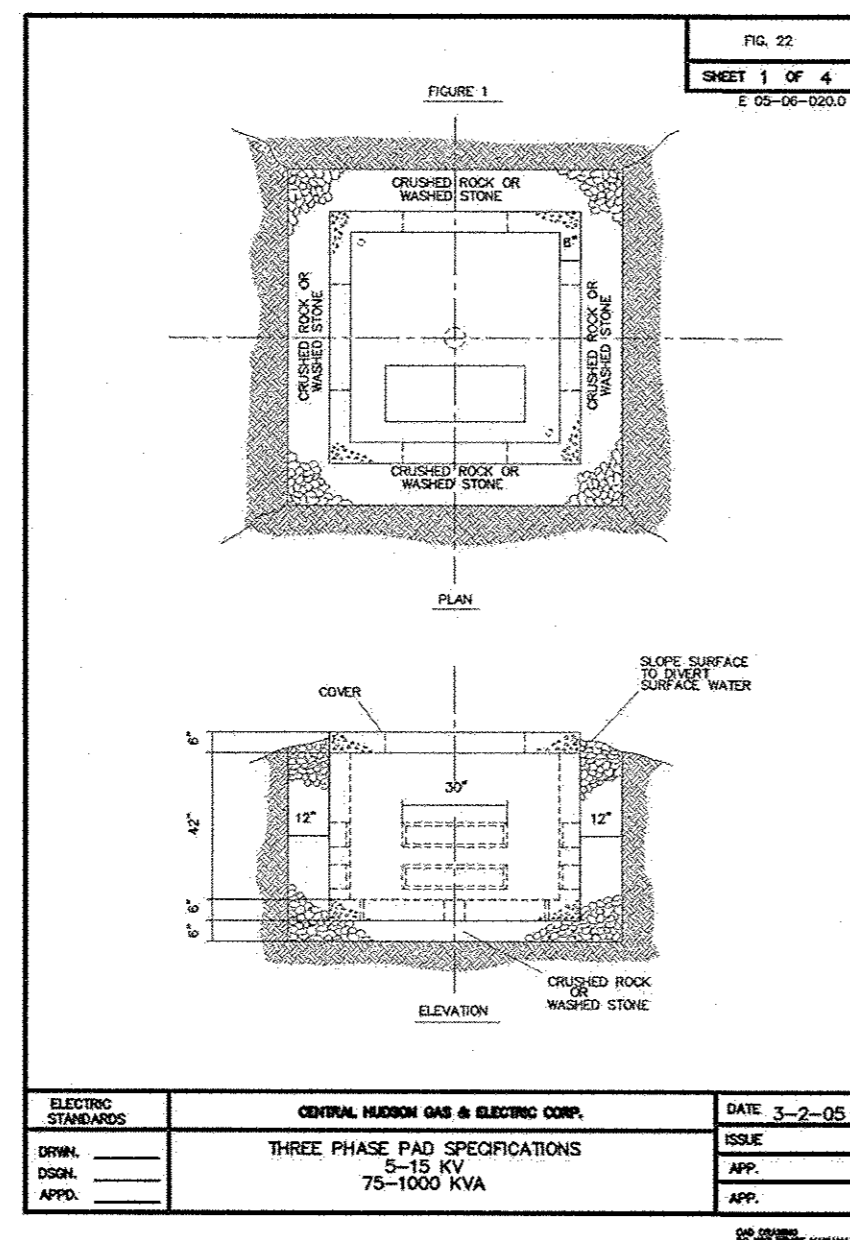 FIG. 22
SHEET 1 OF 4
E 05-06-020.0
FIGURE 1
CRUSHED ROCK OR
WASHED STONE
8"
CRUSHED ROCK OR
WASHED STONE
CRUSHED ROCK OR
WASHED STONE
CRUSHED ROCK OR
WASHED STONE
PLAN
SLOPE SURFACE
TO DIVERT
SURFACE WATER
COVER
6"
30"
12"
12"
42"
6"
6"
CRUSHED ROCK
OR
WASHED STONE
ELEVATION
ELECTRIC
STANDARDS
CENTRAL HUDSON GAS & ELECTRIC CORP.
DATE 3-2-05
DRWN.
DSGN.
APPD.
THREE PHASE PAD SPECIFICATIONS
5-15 KV
75-1000 KVA
ISSUE
APP.
APP.
CAD DRAWING